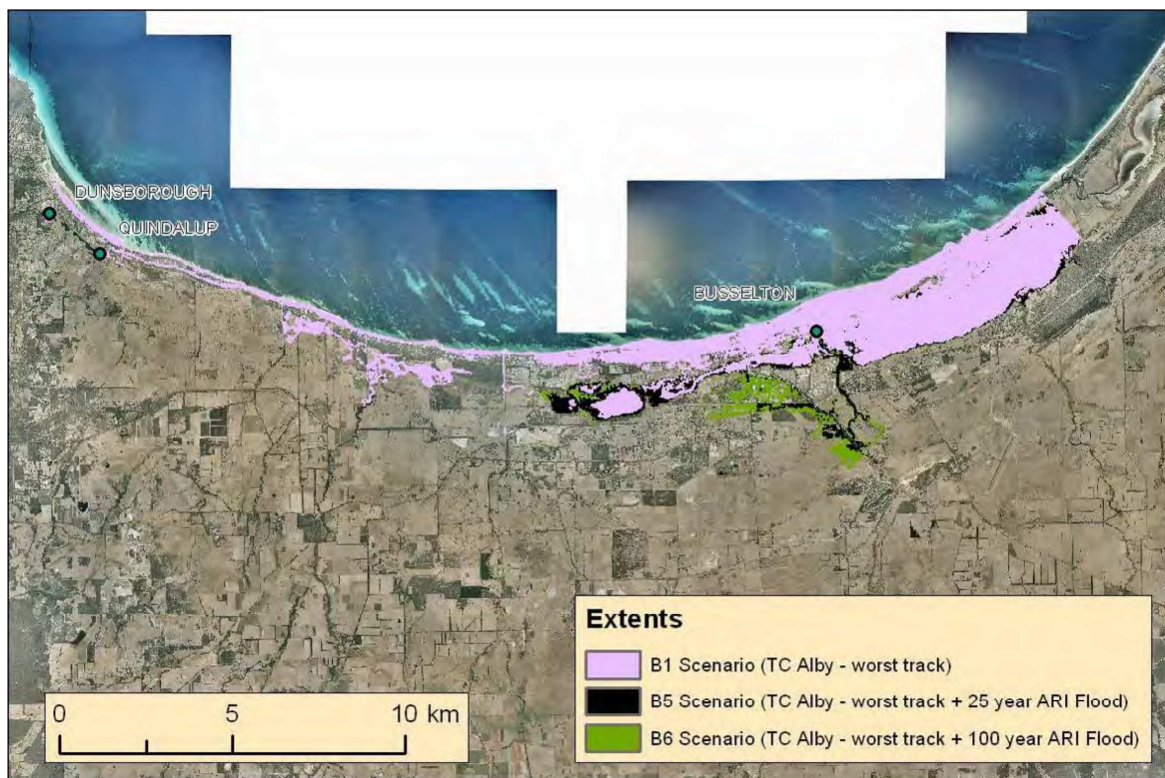 DUNSBOROUGH
QUINDALUP
BUSSELTON
Extents
B1 Scenario (TC Alby - worst track)
B5 Scenario (TC Alby - worst track + 25 year ARI Flood)
B6 Scenario (TC Alby - worst track + 100 year ARI Flood)
0 5 10 km